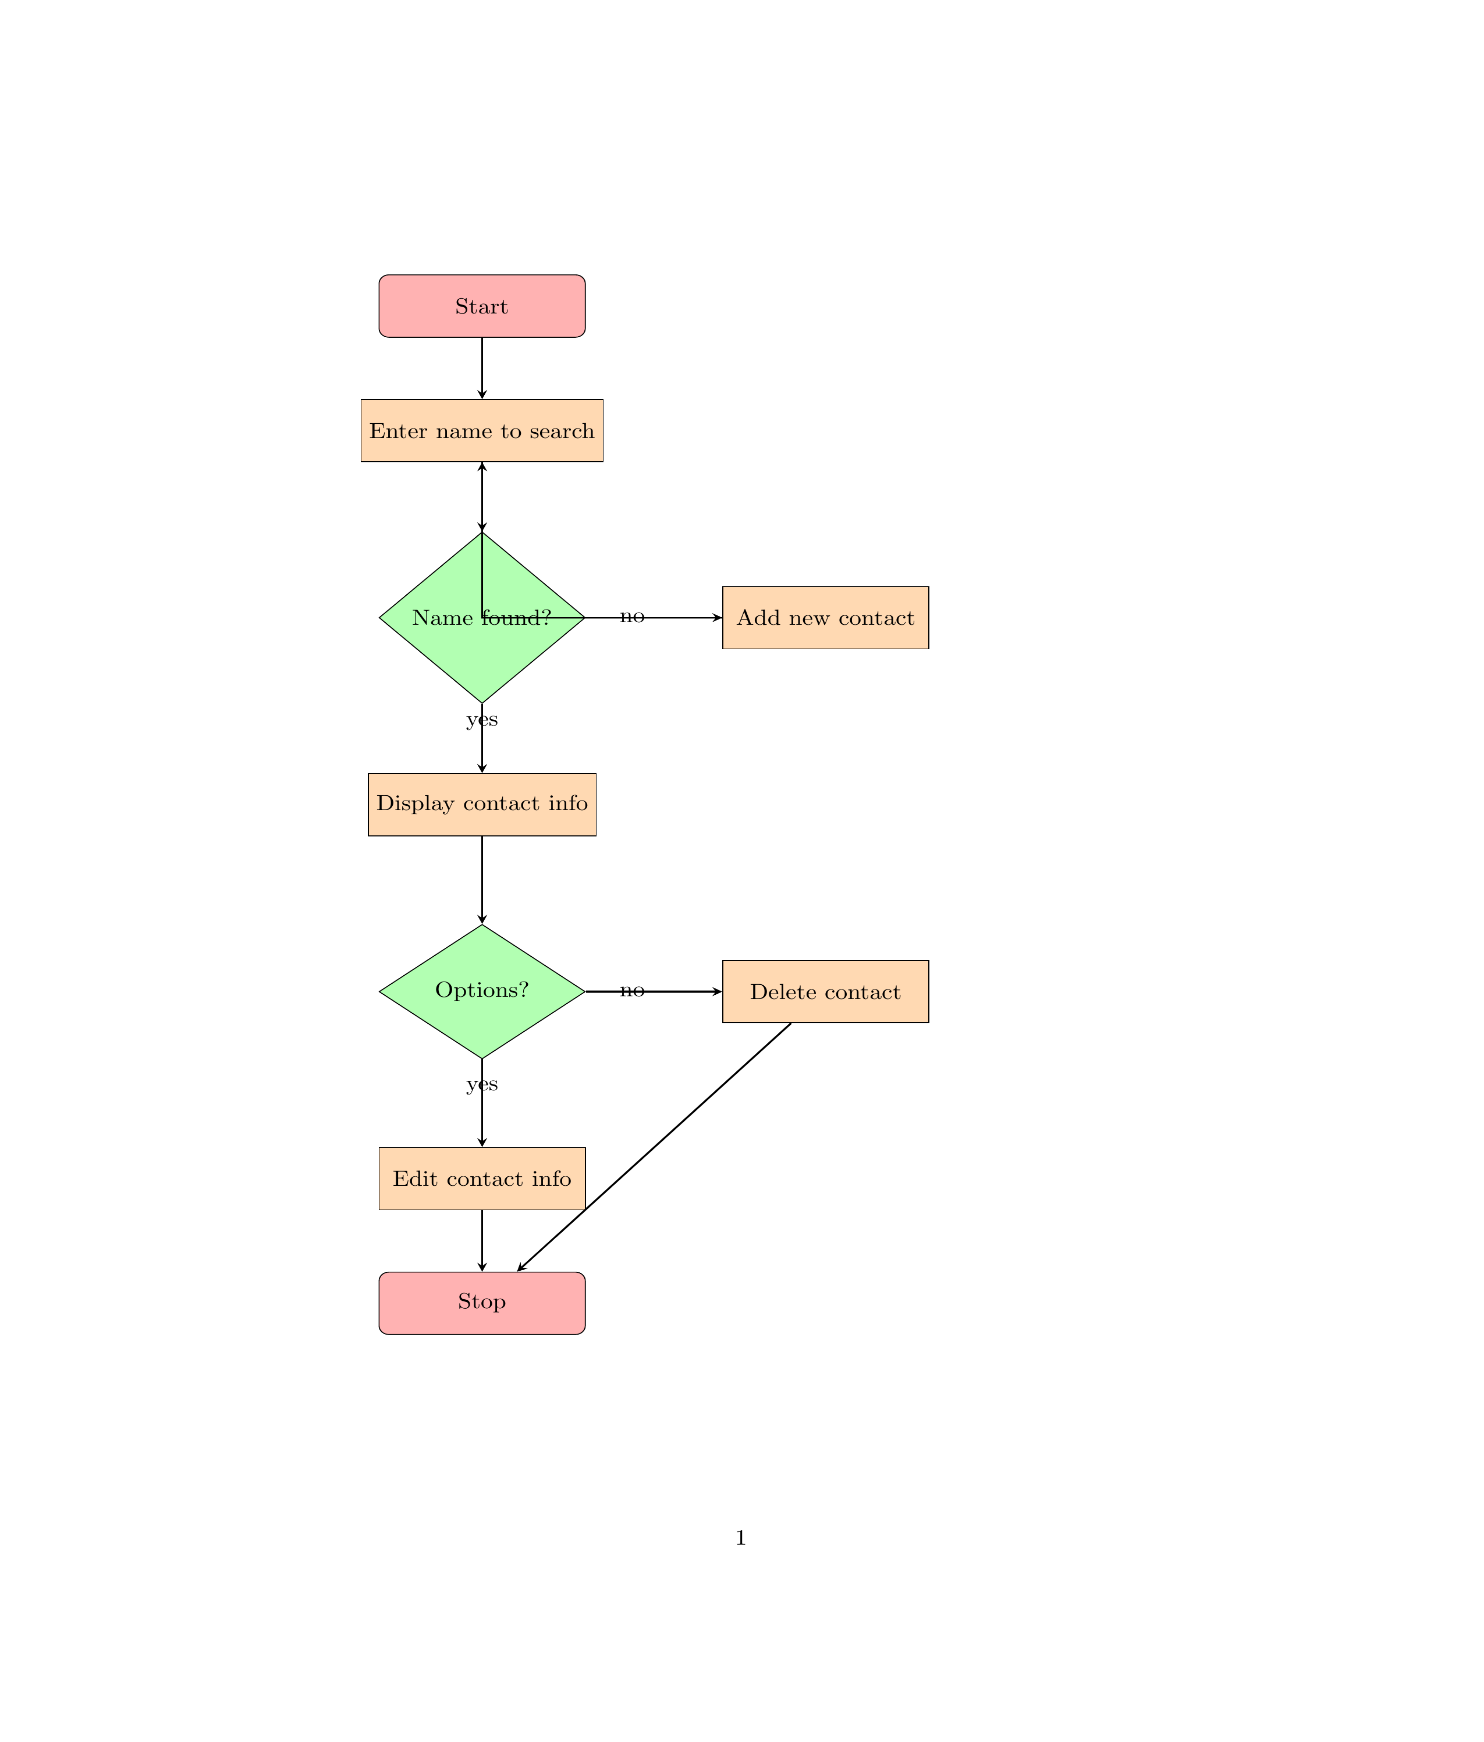 Start
Enter name to search
Name found?
no
Add new contact
yes
Display contact info
Options?
no
Delete contact
yes
Edit contact info
Stop
1